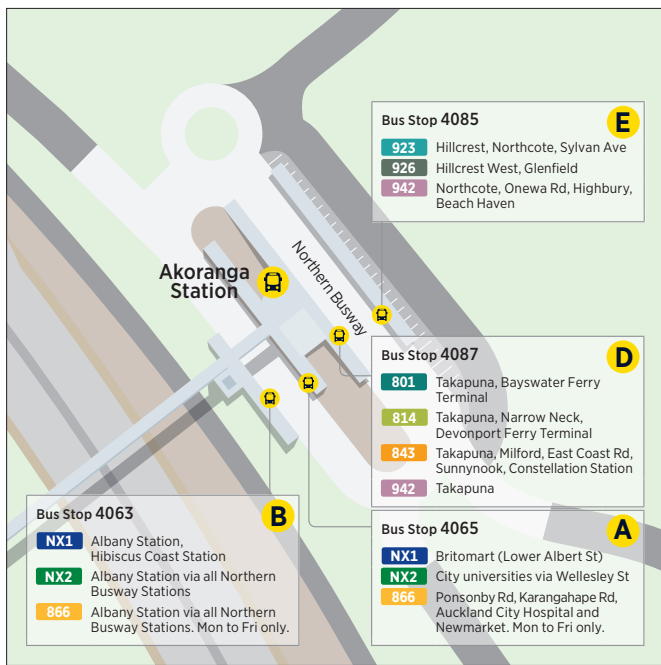 Bus Stop 4085
E
923 Hillcrest, Northcote, Sylvan Ave
926 Hillcrest West, Glenfield
942 Northcote, Onewa Rd, Highbury,
Beach Haven
Akoranga
Station
Northern Busway
Bus Stop 4087
D
801 Takapuna, Bayswater Ferry
Terminal
814 Takapuna, Narrow Neck,
Devonport Ferry Terminal
843 Takapuna, Milford, East Coast Rd,
Sunnynook, Constellation Station
942 Takapuna
Bus Stop 4063
B
NX1 Albany Station,
Hibiscus Coast Station
NX2 Albany Station via all Northern
Busway Stations
866 Albany Station via all Northern
Busway Stations. Mon to Fri only.
Bus Stop 4065
A
NX1 Britomart (Lower Albert St)
NX2 City universities via Wellesley St
866 Ponsonby Rd, Karangahape Rd,
Auckland City Hospital and
Newmarket. Mon to Fri only.